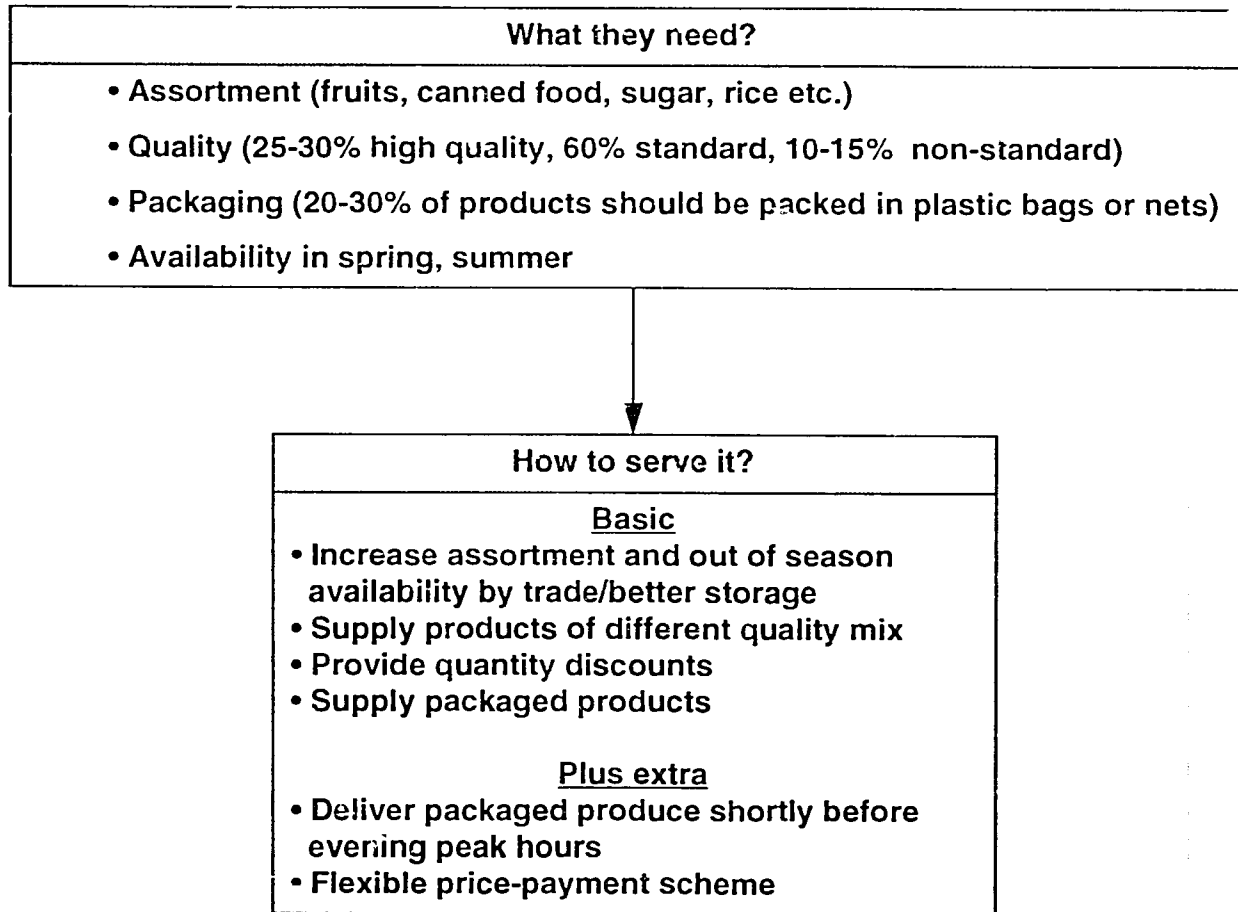 What they need?
• Assortment (fruits, canned food, sugar, rice etc.)
• Quality (25-30% high quality, 60% standard, 10-15% non-standard)
• Packaging (20-30% of products should be packed in plastic bags or nets)
• Availability in spring, summer
How to serve it?
Basic
• Increase assortment and out of season
availability by trade/better storage
• Supply products of different quality mix
• Provide quantity discounts
• Supply packaged products
Plus extra
• Deliver packaged produce shortly before
evening peak hours
• Flexible price-payment scheme